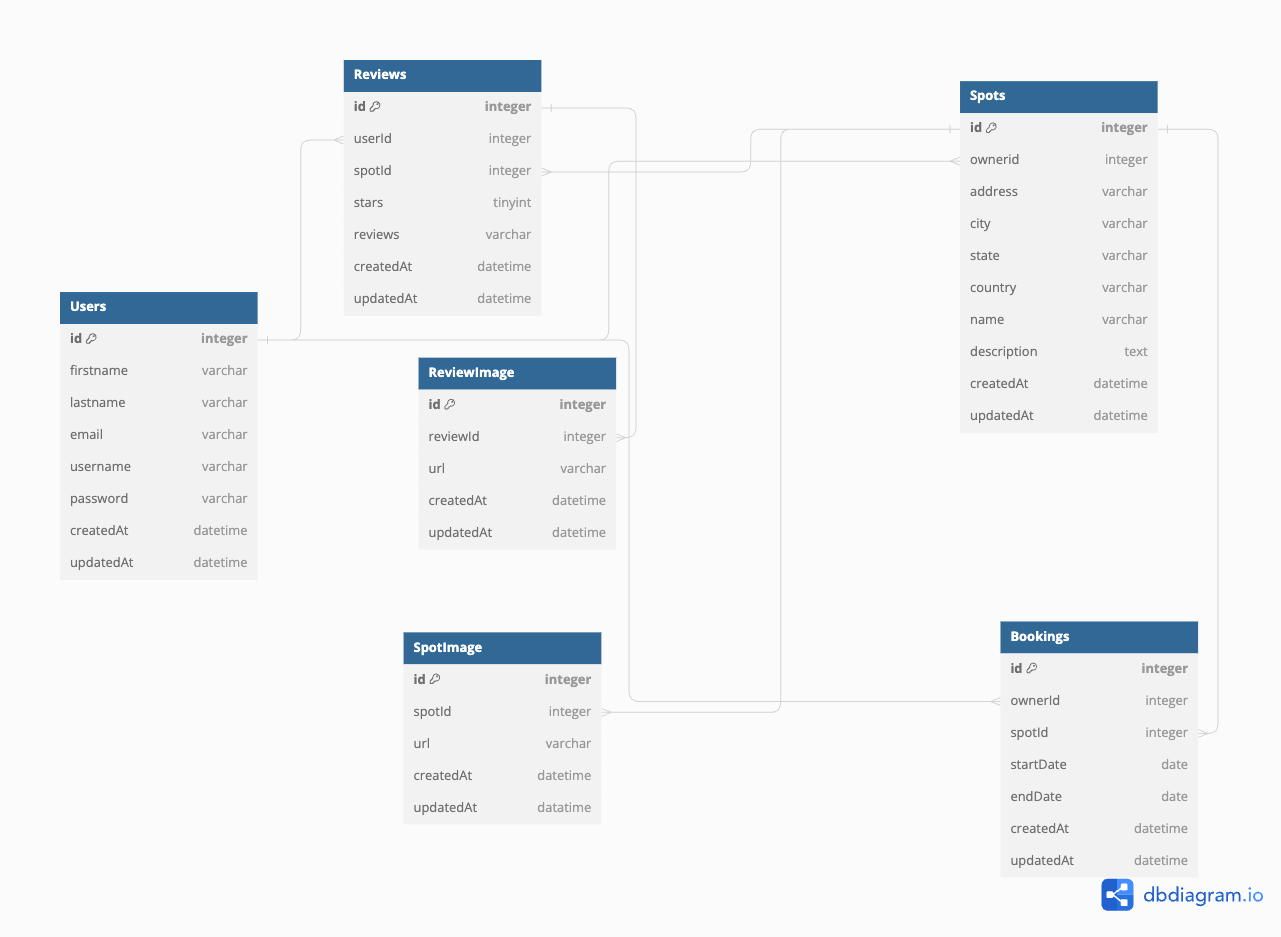 Reviews
id integer
userId integer
spotId integer
stars tinyint
reviews varchar
createdAt datetime
updatedAt datetime
Spots
id integer
ownerid integer
address varchar
city varchar
state varchar
country varchar
name varchar
description text
createdAt datetime
updatedAt datetime
Users
id integer
firstname varchar
lastname varchar
email varchar
username varchar
password varchar
createdAt datetime
updatedAt datetime
ReviewImage
id integer
reviewId integer
url varchar
createdAt datetime
updatedAt datetime
SpotImage
id integer
spotId integer
url varchar
createdAt datetime
updatedAt datatime
Bookings
id integer
ownerId integer
spotId integer
startDate date
endDate date
createdAt datetime
updatedAt datetime
dbdiagram.io